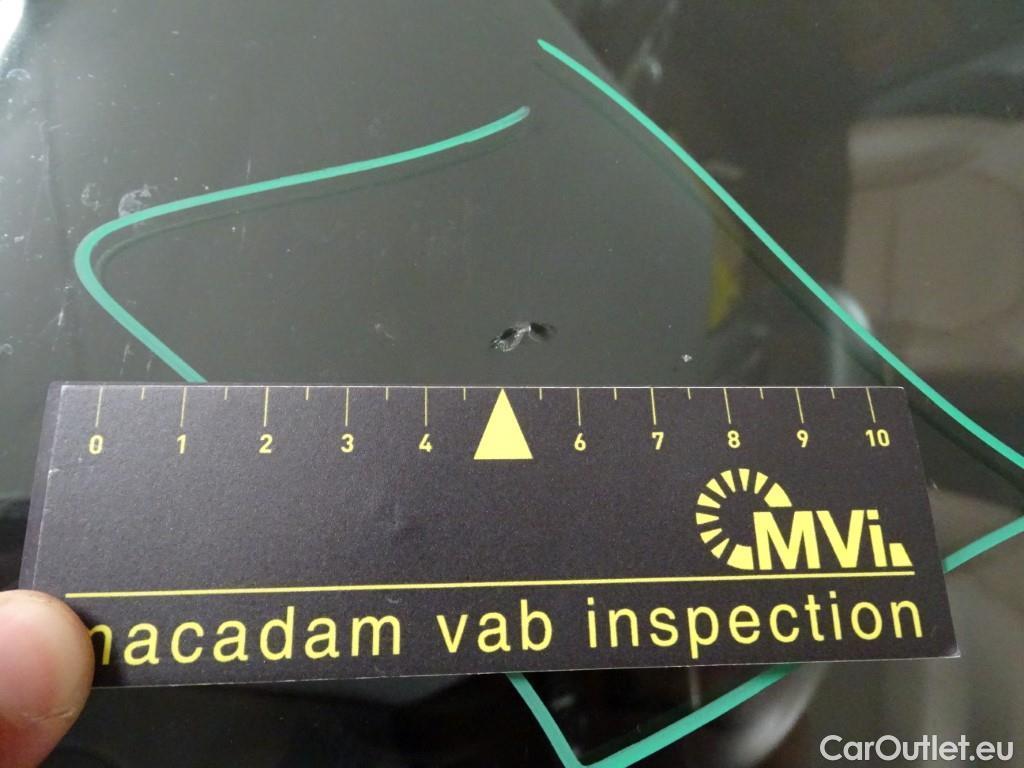 0 1 2 3 4 6 7 8 9 10
MVi
macadam vab inspection
CarOutlet.eu